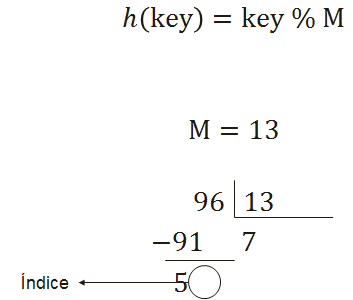 h(key) = key % M
M = 13
96 13
−91 7
Índice 5